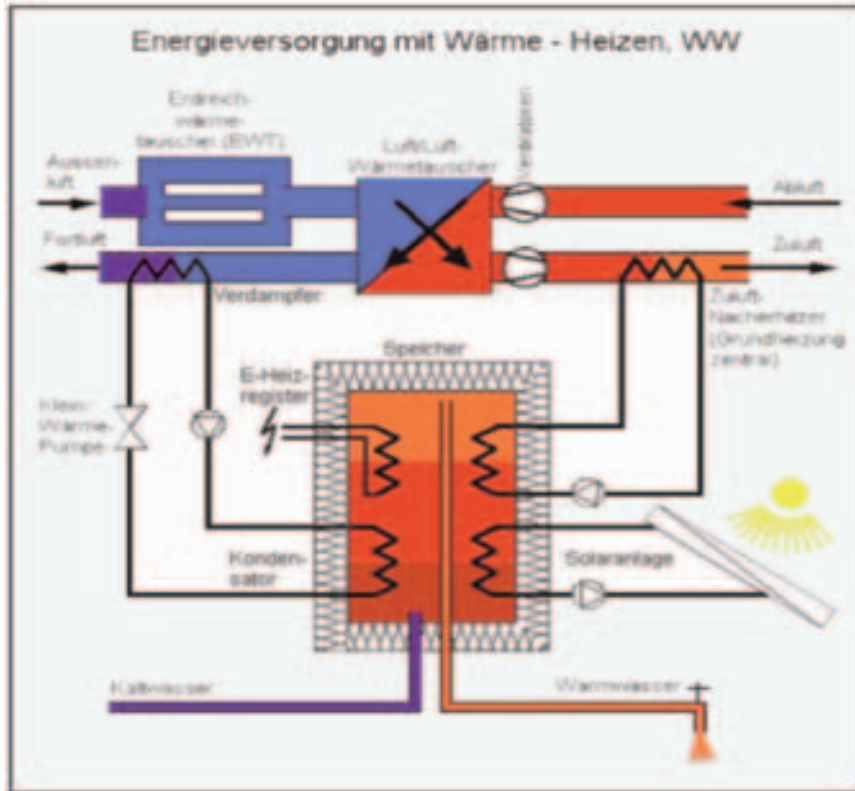 Energieversorgung mit Wärme - Heizen, WW
Erdreich-
wärme-
tauscher (EWT)
Luft/Luft-
Wärmetauscher
Ventilatoren
Aussen-
luft
Abluft
Fortluft
Zuluft
Verdampfer
Zuluft-
Nacherhitzer
(Grundheizung
zentral)
Speicher
E-Heiz-
register
Klein-
Wärme-
Pumpe
Konden-
sator
Solaranlage
Kaltwasser
Warmwasser